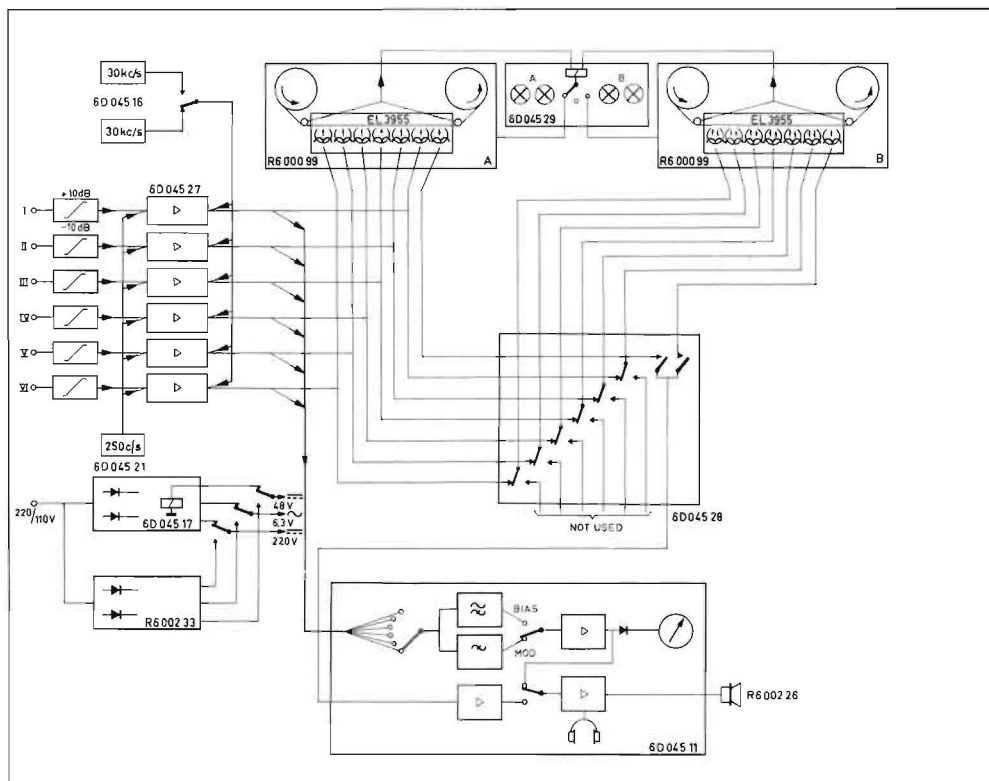 30kc/s
6D 045 16
30kc/s
A
B
6D 045 29
EL 3955
R6 000 99
A
EL 3955
R6 000 99
B
+10dB
6D 045 27
I
-10dB
II
III
IV
V
VI
250c/s
6D 045 21
220/110V
6D 045 17
48 V
6,3 V
220V
R6 002 33
NOT USED
6D 045 28
BIAS
MOD
R6 002 26
6D 045 11